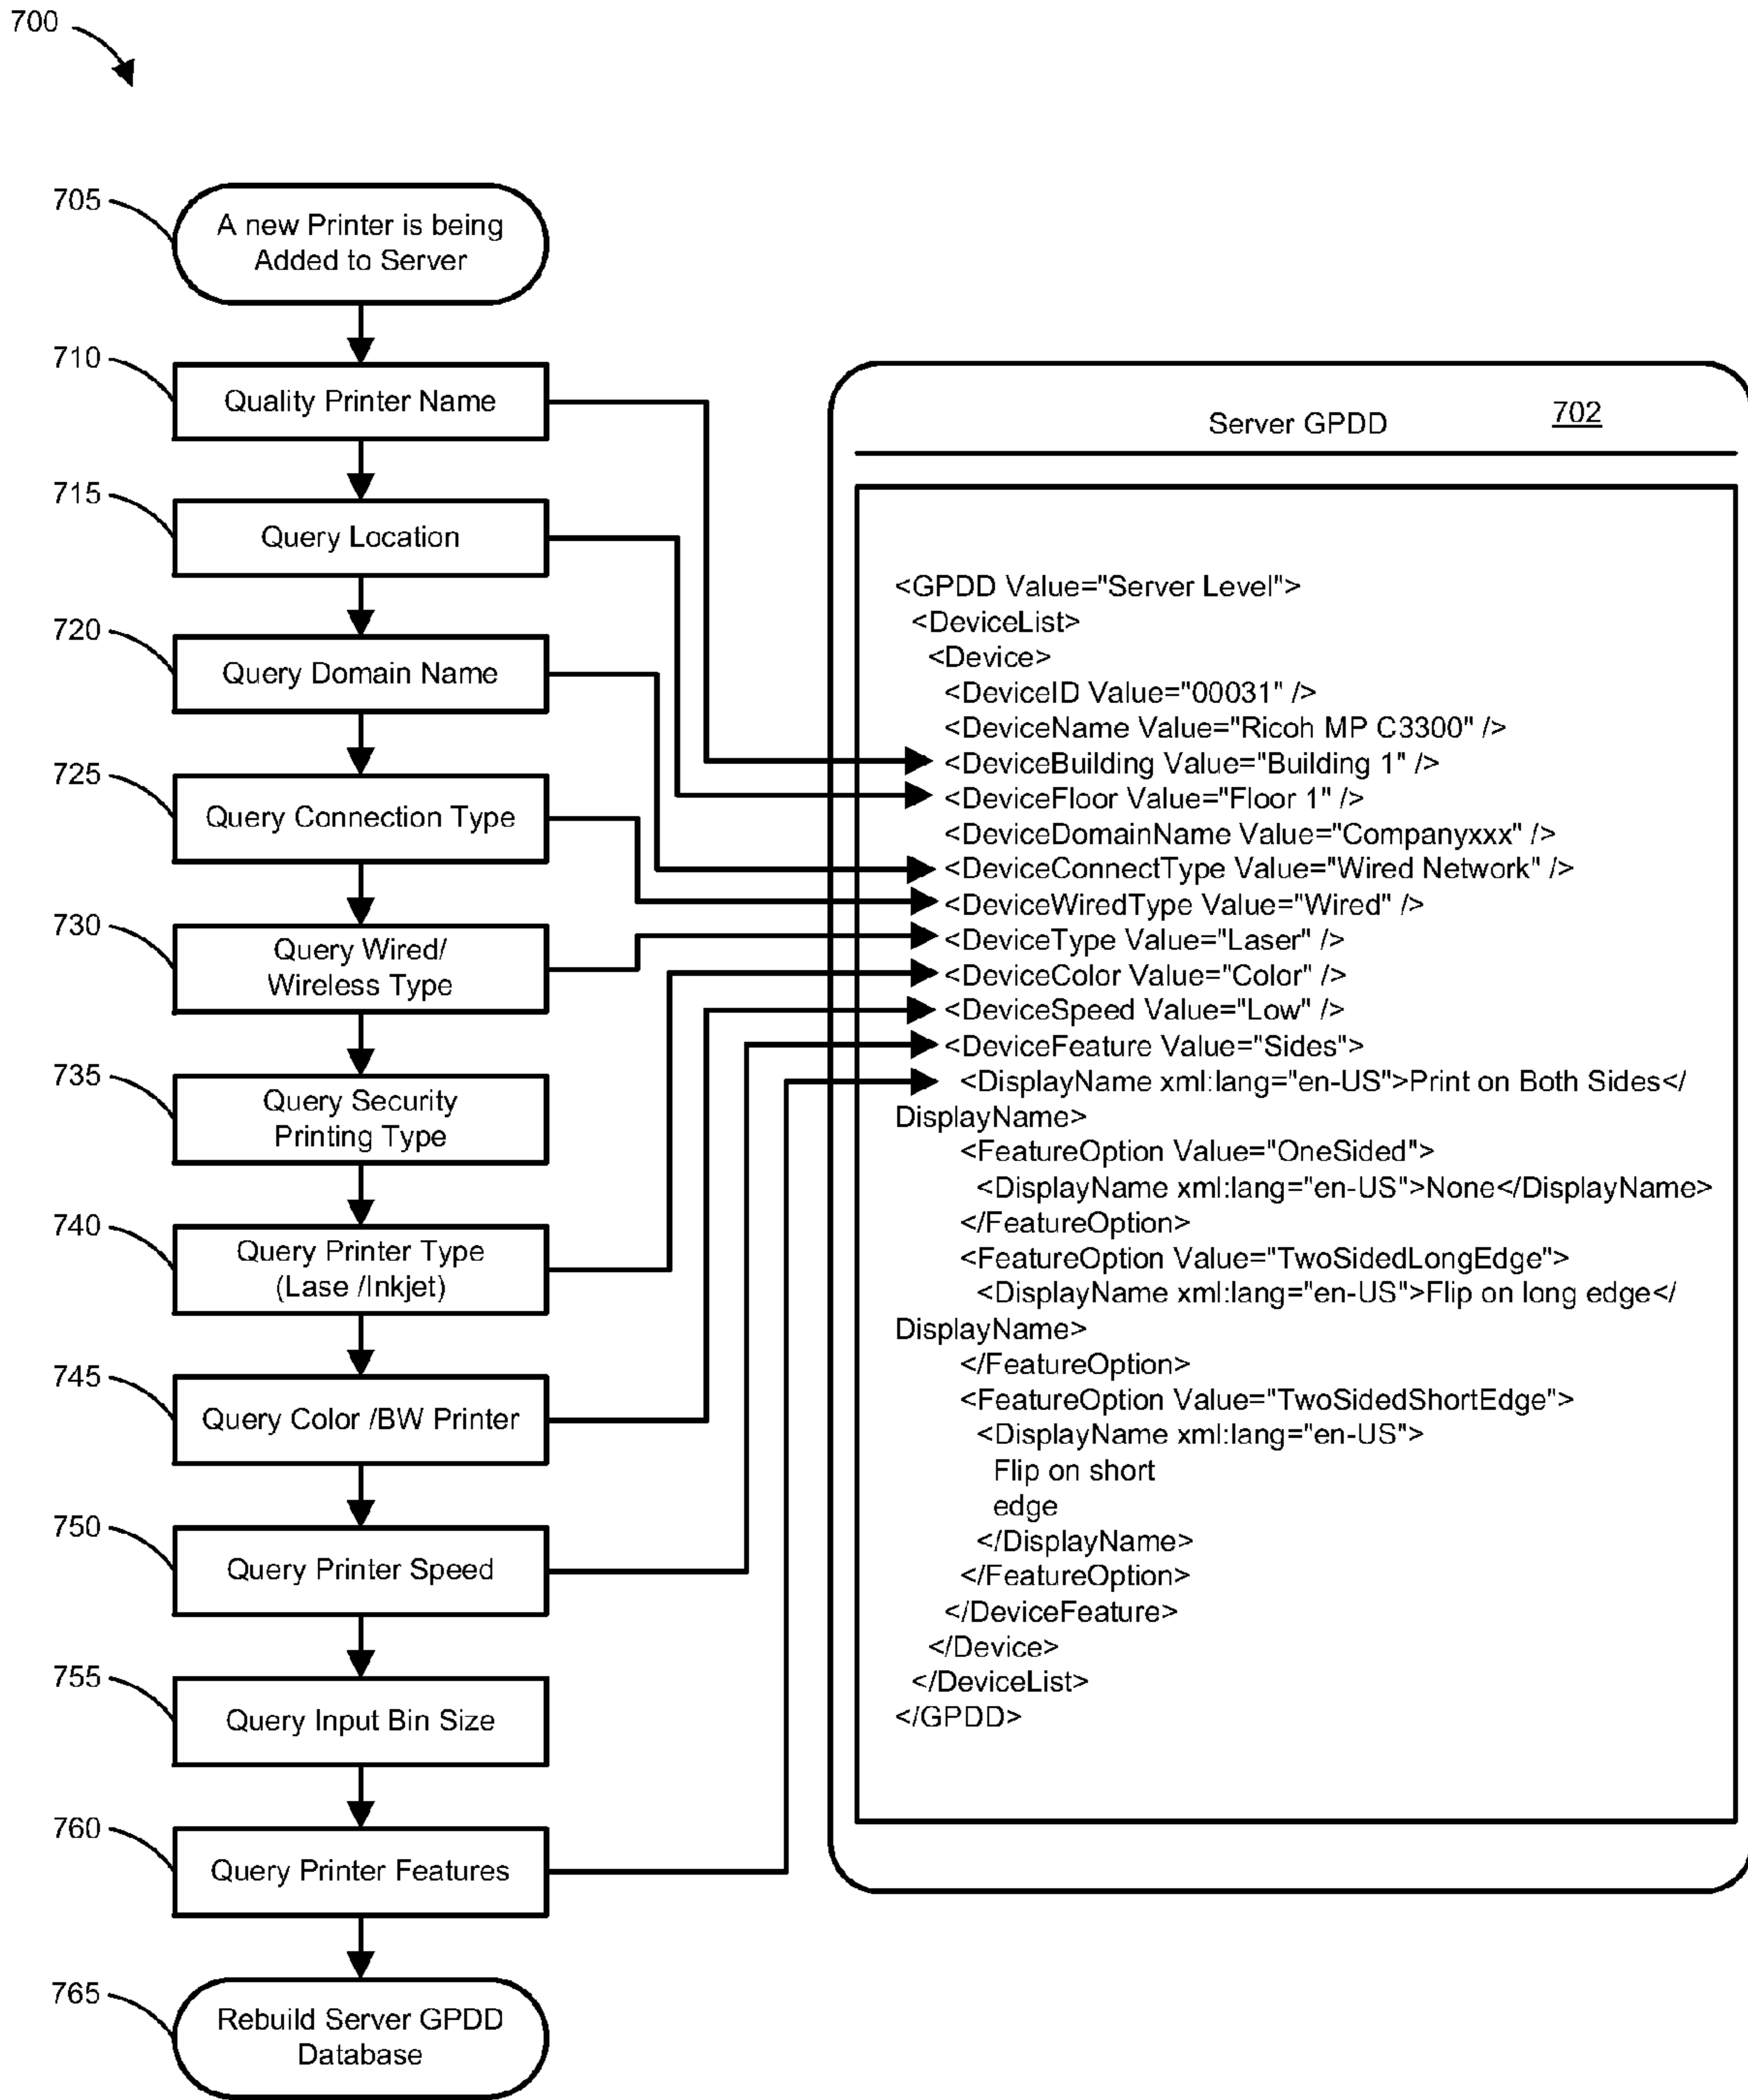 700
705
A new Printer is being
Added to Server
710
Quality Printer Name
715
Query Location
720
Query Domain Name
725
Query Connection Type
730
Query Wired/
Wireless Type
735
Query Security
Printing Type
740
Query Printer Type
(Lase /Inkjet)
745
Query Color /BW Printer
750
Query Printer Speed
755
Query Input Bin Size
760
Query Printer Features
765
Rebuild Server GPDD
Database
Server GPDD
702
<GPDD Value="Server Level">
<DeviceList>
<Device>
<DeviceID Value="00031" />
<DeviceName Value="Ricoh MP C3300" />
<DeviceBuilding Value="Building 1" />
<DeviceFloor Value="Floor 1" />
<DeviceDomainName Value="Companyxxx" />
<DeviceConnectType Value="Wired Network" />
<DeviceWiredType Value="Wired" />
<DeviceType Value="Laser" />
<DeviceColor Value="Color" />
<DeviceSpeed Value="Low" />
<DeviceFeature Value="Sides">
<DisplayName xml:lang="en-US">Print on Both Sides</
DisplayName>
<FeatureOption Value="OneSided">
<DisplayName xml:lang="en-US">None</DisplayName>
</FeatureOption>
<FeatureOption Value="TwoSidedLongEdge">
<DisplayName xml:lang="en-US">Flip on long edge</
DisplayName>
</FeatureOption>
<FeatureOption Value="TwoSidedShortEdge">
<DisplayName xml:lang="en-US">
Flip on short
edge
</DisplayName>
</FeatureOption>
</DeviceFeature>
</Device>
</DeviceList>
</GPDD>